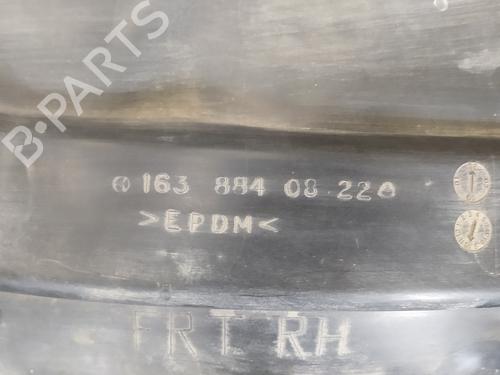 B-PARTS
163 884 08 22
>EPDM<
FRT RH